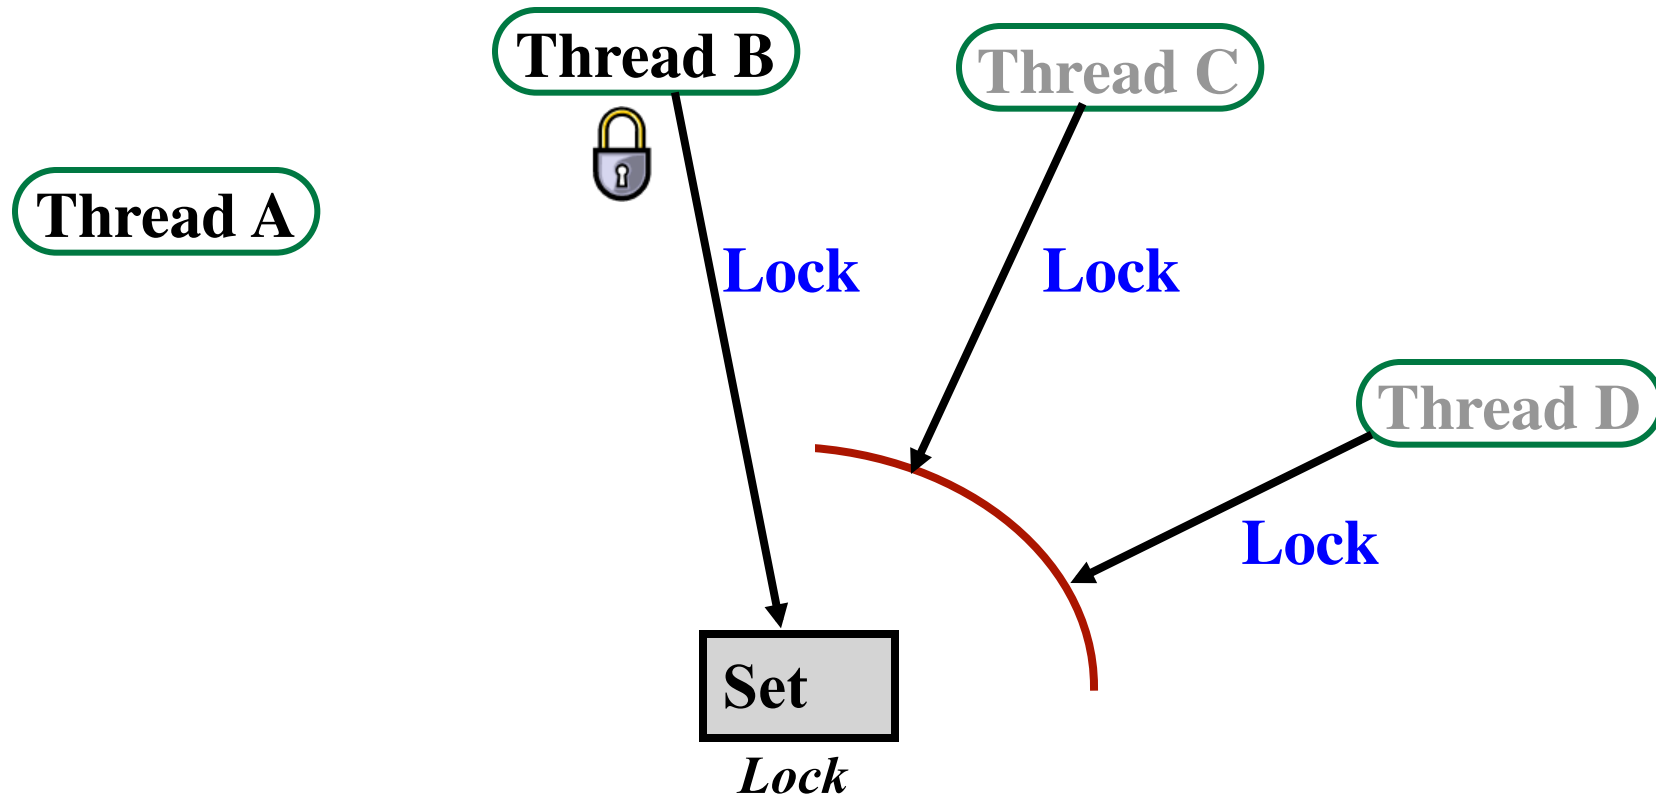 Thread B
Thread C
Thread A
Lock
Lock
Thread D
Lock
Set
Lock